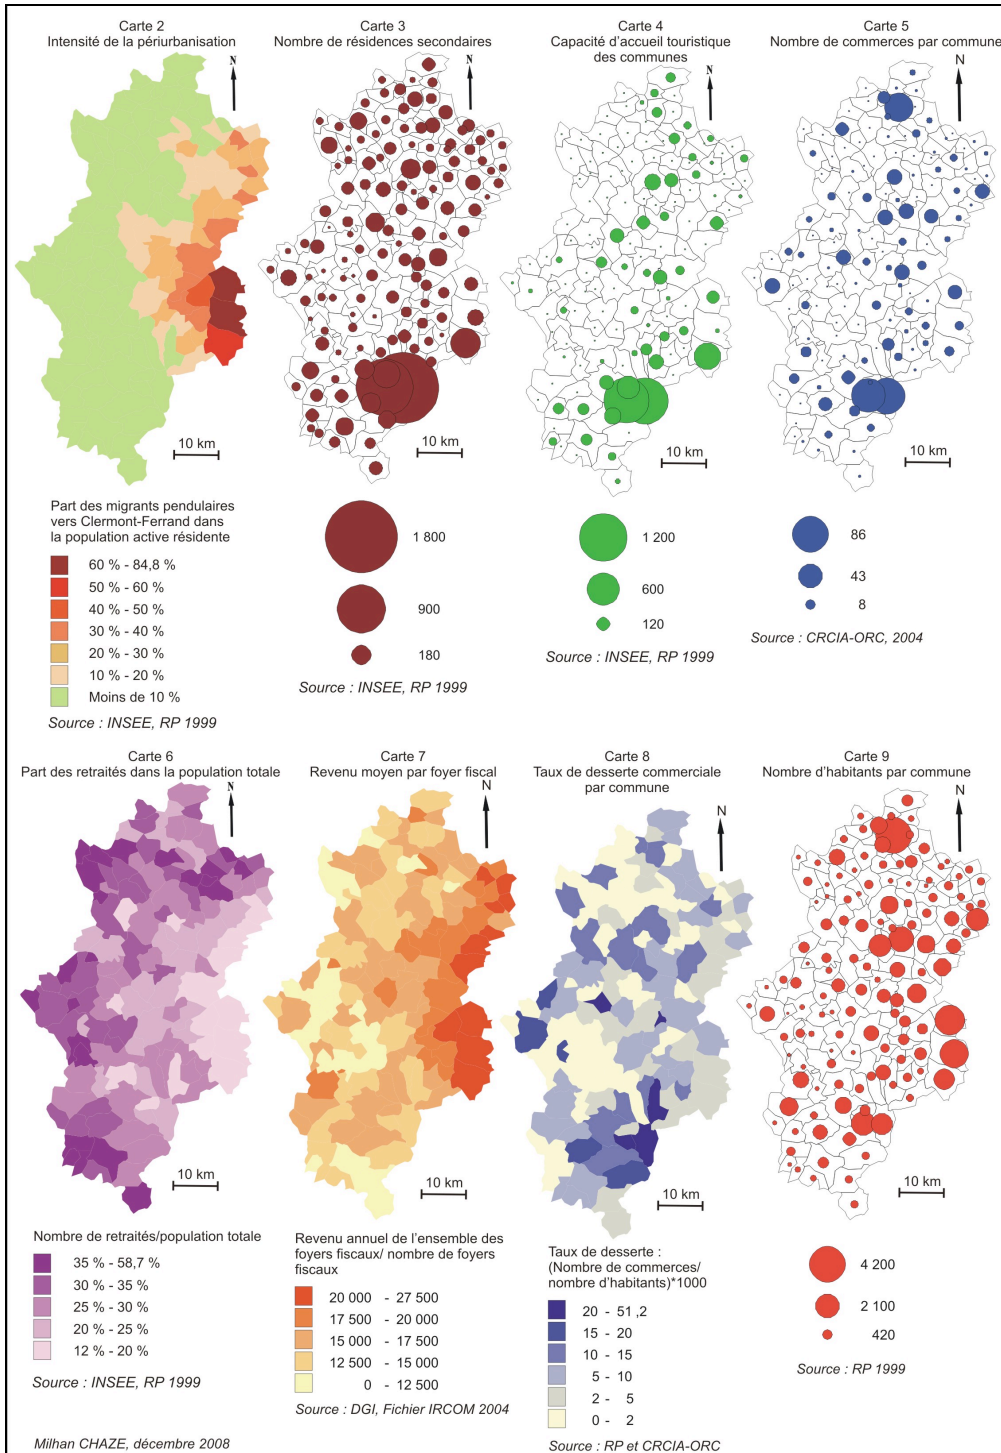 Carte 2
Intensité de la périurbanisation
N
10 km
Part des migrants pendulaires
vers Clermont-Ferrand dans
la population active résidente
60 % - 84,8 %
50 % - 60 %
40 % - 50 %
30 % - 40 %
20 % - 30 %
10 % - 20 %
Moins de 10 %
Source : INSEE, RP 1999
Carte 3
Nombre de résidences secondaires
N
10 km
1 800
900
180
Source : INSEE, RP 1999
Carte 4
Capacité d'accueil touristique
des communes
N
10 km
1 200
600
120
Source : INSEE, RP 1999
Carte 5
Nombre de commerces par commune
N
10 km
86
43
8
Source : CRCIA-ORC, 2004
Carte 6
Part des retraités dans la population totale
N
10 km
Nombre de retraités/population totale
35 % - 58,7 %
30 % - 35 %
25 % - 30 %
20 % - 25 %
12 % - 20 %
Source : INSEE, RP 1999
Carte 7
Revenu moyen par foyer fiscal
N
10 km
Revenu annuel de l'ensemble des
foyers fiscaux/ nombre de foyers
fiscaux
20 000 - 27 500
17 500 - 20 000
15 000 - 17 500
12 500 - 15 000
0 - 12 500
Source : DGI, Fichier IRCOM 2004
Carte 8
Taux de desserte commerciale
par commune
N
10 km
Taux de desserte :
(Nombre de commerces/
nombre d'habitants)*1000
20 - 51 ,2
15 - 20
10 - 15
5 - 10
2 - 5
0 - 2
Source : RP et CRCIA-ORC
Carte 9
Nombre d'habitants par commune
N
10 km
4 200
2 100
420
Source : RP 1999
Milhan CHAZE, décembre 2008